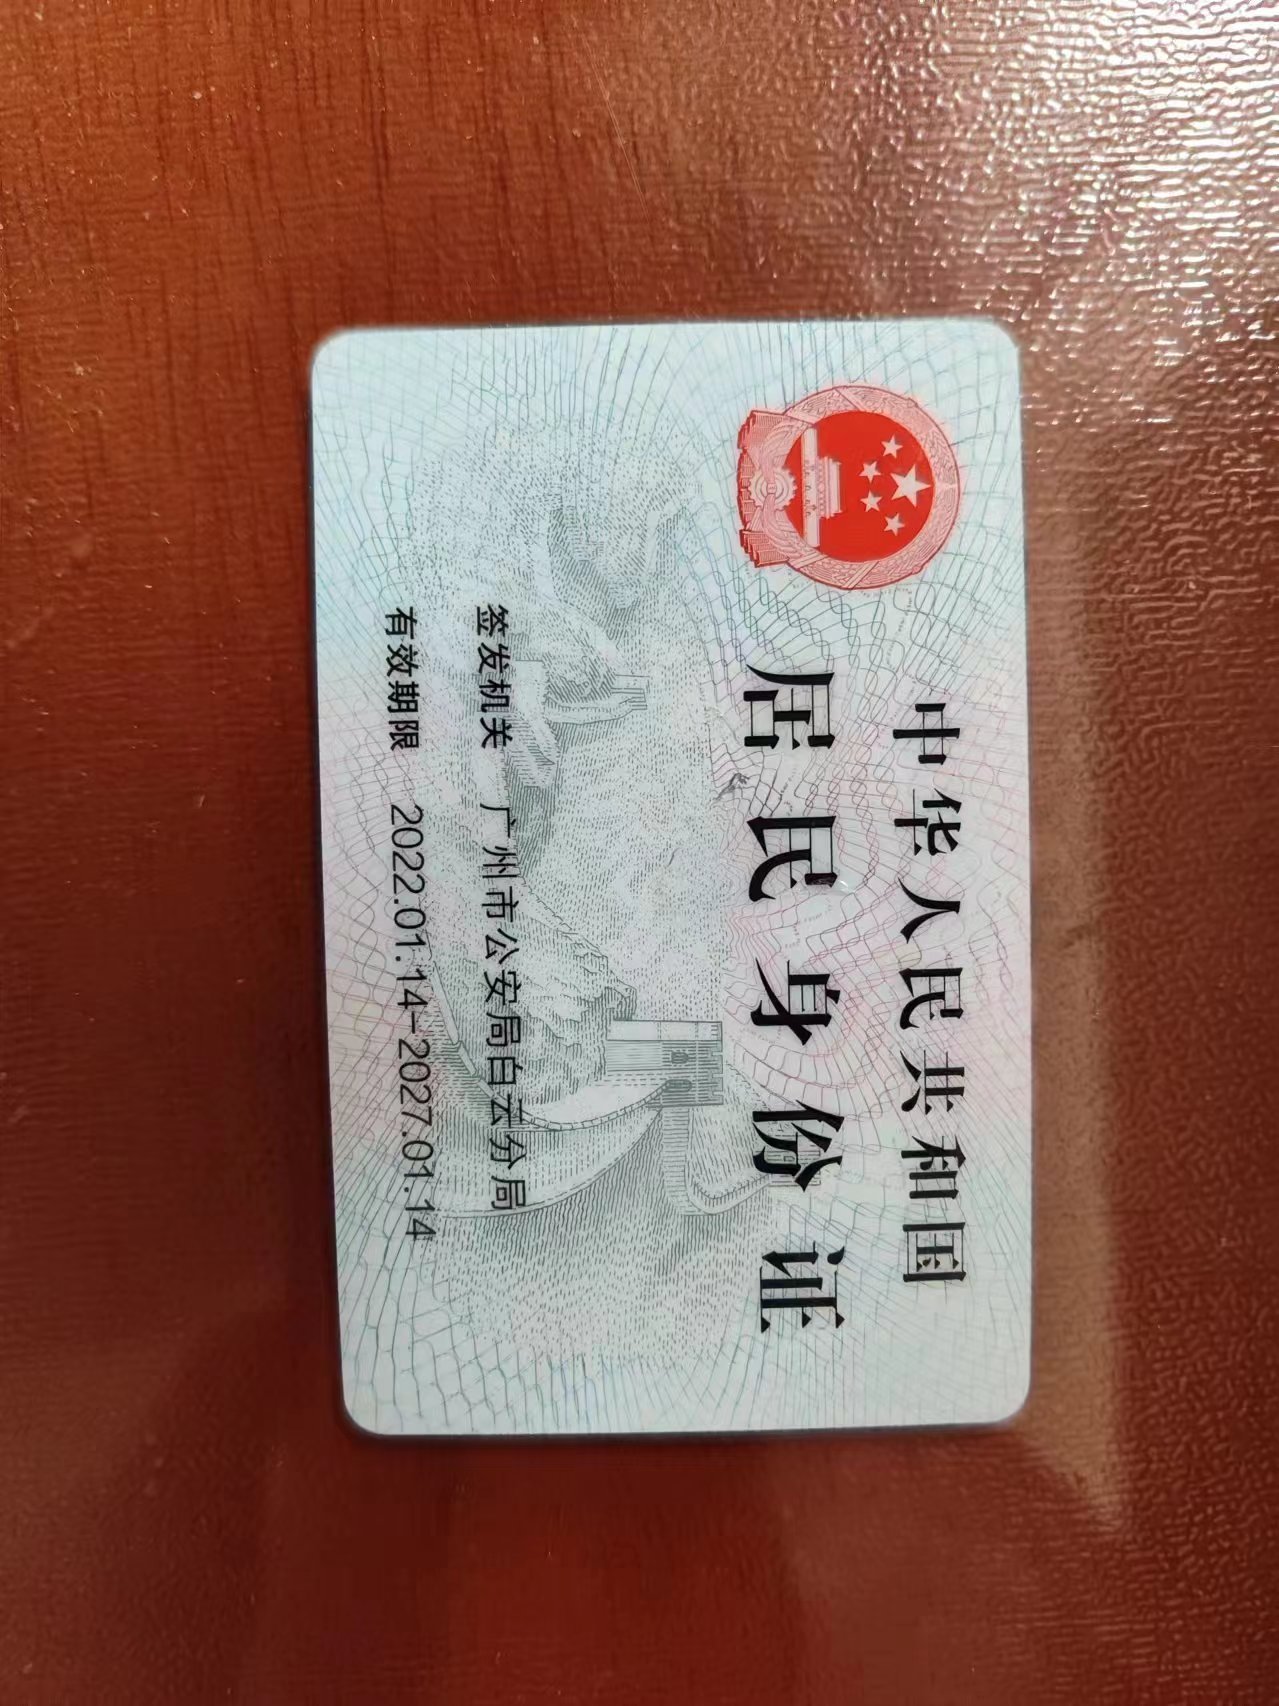 中华人民共和国
居民身份证
签发机关 广州市公安局白云分局
有效期限 2022.01.14-2027.01.14